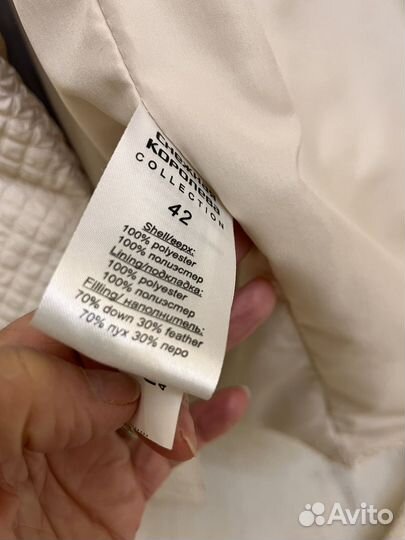 СНЕЖНАЯ
КОРОЛЕВА
COLLECTION
42
Shell/верх:
100% polyester
100% полиэстер
Lining/подкладка:
100% polyester
100% полиэстер
Filling/ наполнитель:
70% down 30% feather
70% пух 30% перо
Avito